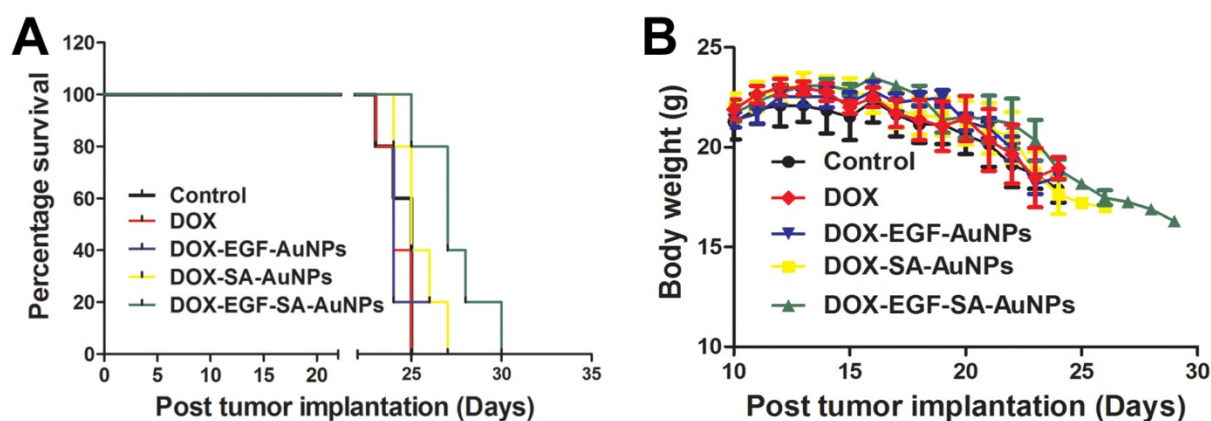 A
Percentage survival
120
100
80
60
40
20
0
Control
DOX
DOX-EGF-AuNPs
DOX-SA-AuNPs
DOX-EGF-SA-AuNPs
0 5 10 15 20 25 30 35
Post tumor implantation (Days)
B
Body weight (g)
25
20
15
10
Control
DOX
DOX-EGF-AuNPs
DOX-SA-AuNPs
DOX-EGF-SA-AuNPs
10 15 20 25 30
Post tumor implantation (Days)